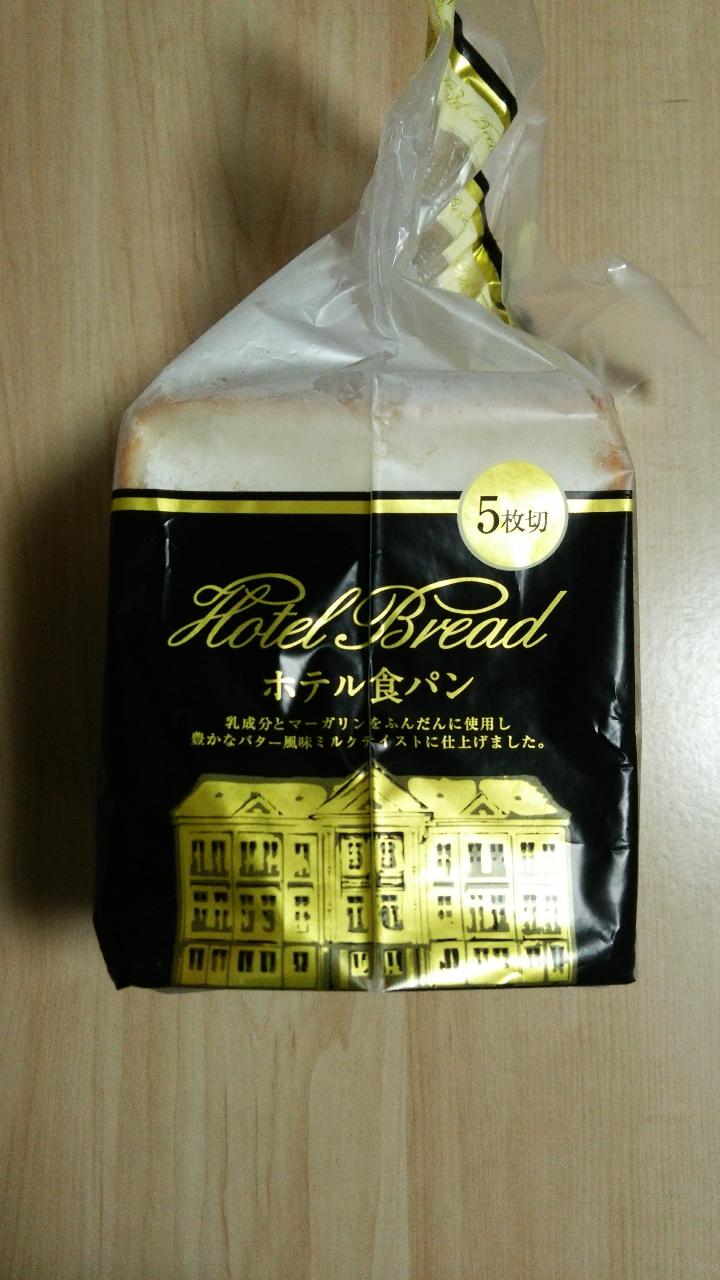 5枚切
Hotel Bread
ホテル食パン
乳成分とマーガリンをふんだんに使用し
豊かなバター風味ミルクテイストに仕上げました。